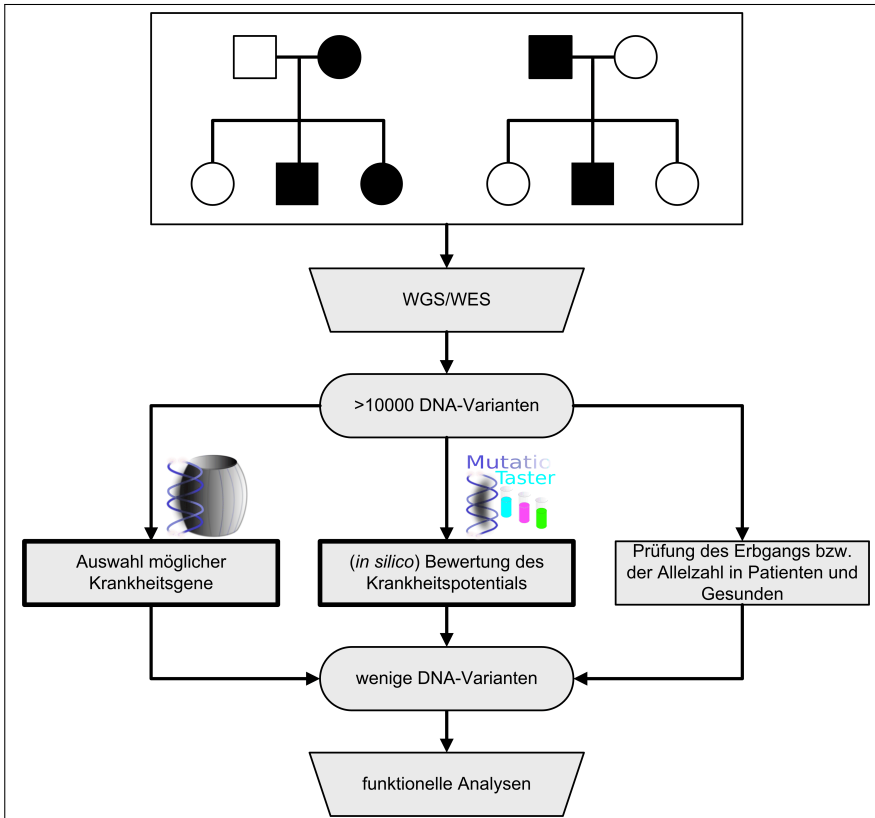 WGS/WES
>10000 DNA-Varianten
Mutatio
Taster
Auswahl möglicher
Krankheitsgene
(in silico) Bewertung des
Krankheitspotentials
Prüfung des Erbgangs bzw.
der Allelzahl in Patienten und
Gesunden
wenige DNA-Varianten
funktionelle Analysen